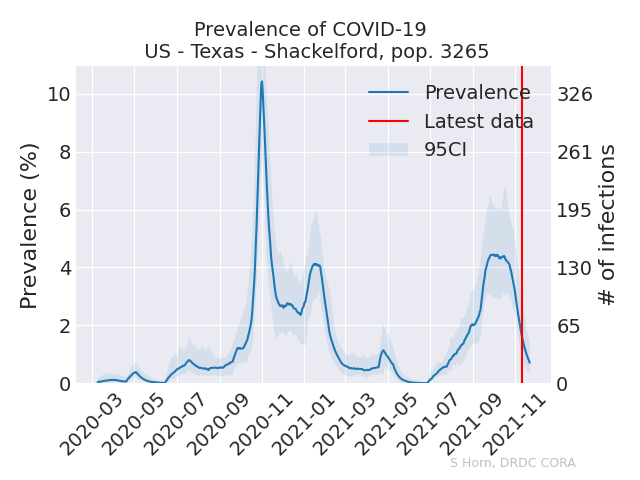 Prevalence of COVID-19
US - Texas - Shackelford, pop. 3265
Prevalence
Latest data
95CI
Prevalence (%)
10
8
6
4
2
0
326
261
195
130
65
0
# of infections
2020-03
2020-05
2020-07
2020-09
2020-11
2021-01
2021-03
2021-05
2021-07
2021-09
2021-11
S Horn, DRDC CORA